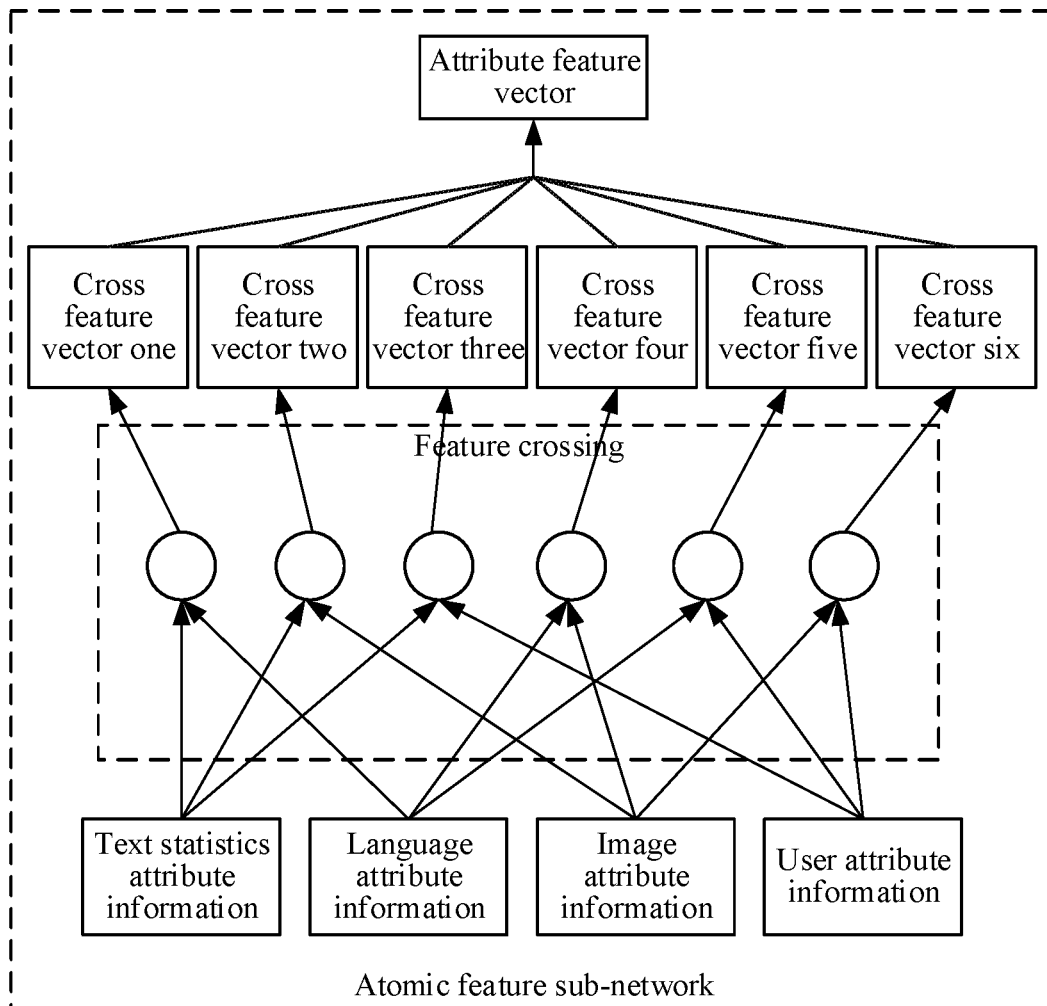 Attribute feature
vector
Cross
feature
vector one
Cross
feature
vector two
Cross
feature
vector three
Cross
feature
vector four
Cross
feature
vector five
Cross
feature
vector six
Feature crossing
Text statistics
attribute
information
Language
attribute
information
Image
attribute
information
User attribute
information
Atomic feature sub-network